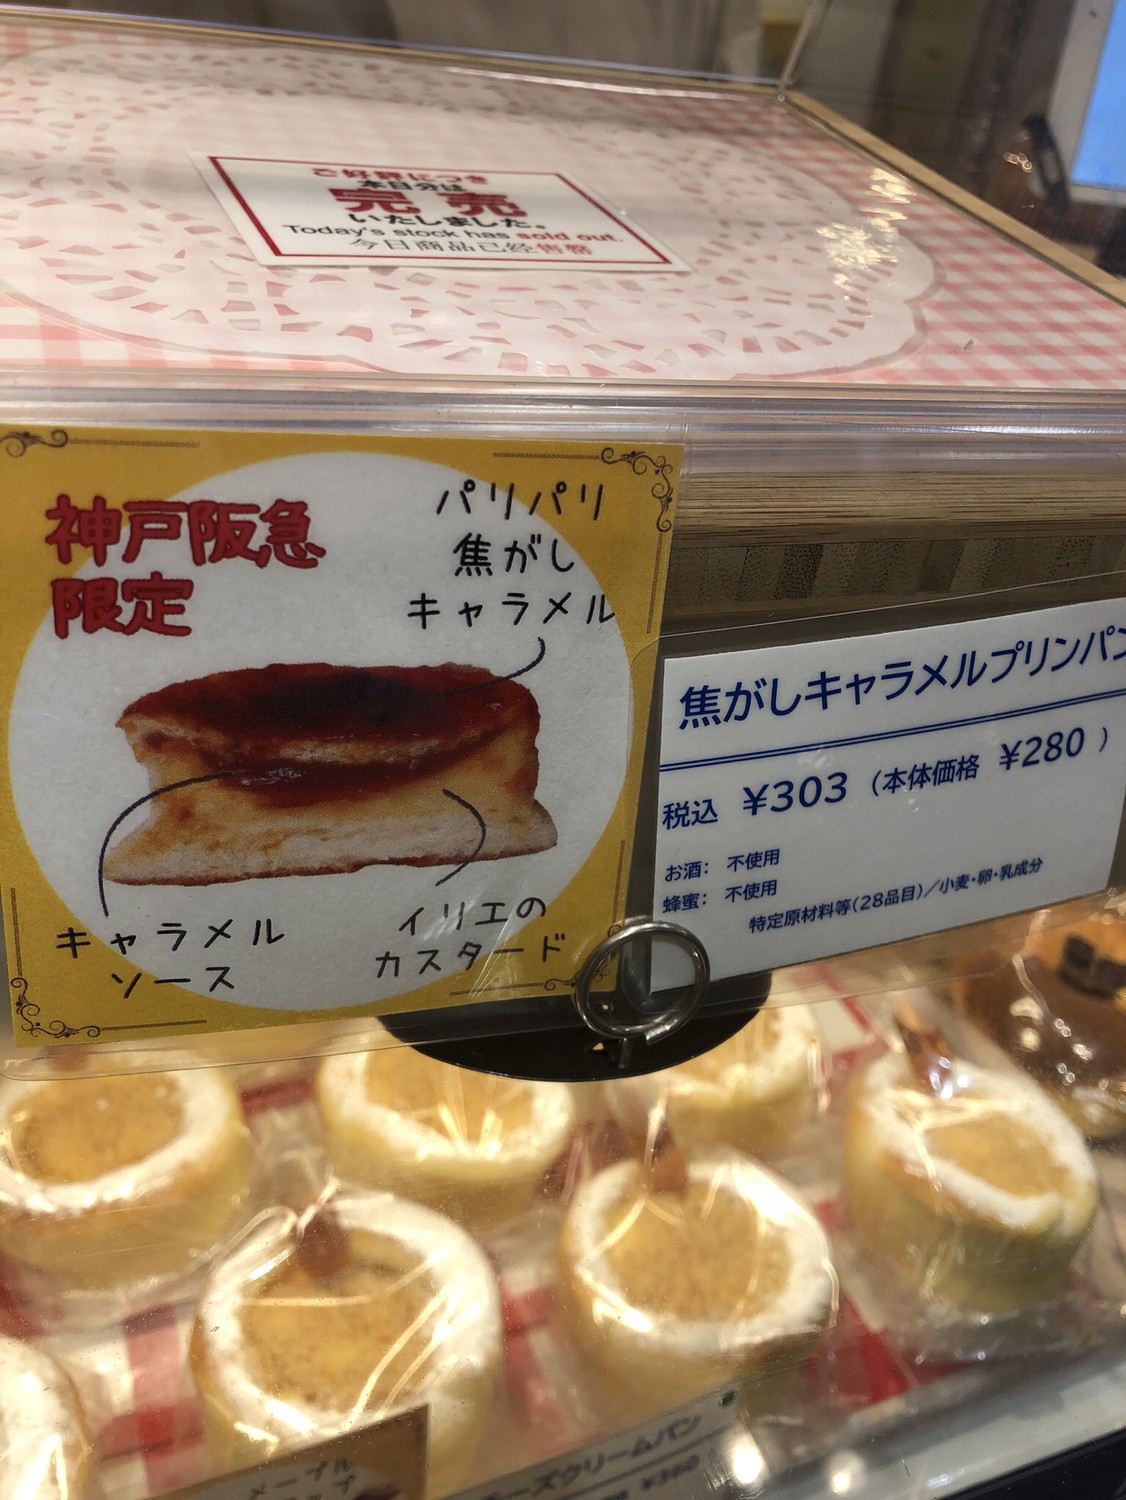 ご好評につき
本日分は
完売
いたしました。
Today's stock has sold out.
今日商品已经售罄
神戸阪急
限定
パリパリ
焦がし
キャラメル
キャラメル
ソース
イリエの
カスタード
焦がしキャラメルプリンパン
税込 ¥303（本体価格 ¥280）
お酒： 不使用
蜂蜜： 不使用
特定原材料等(28品目)／小麦・卵・乳成分
メープル
ーズクリームパン